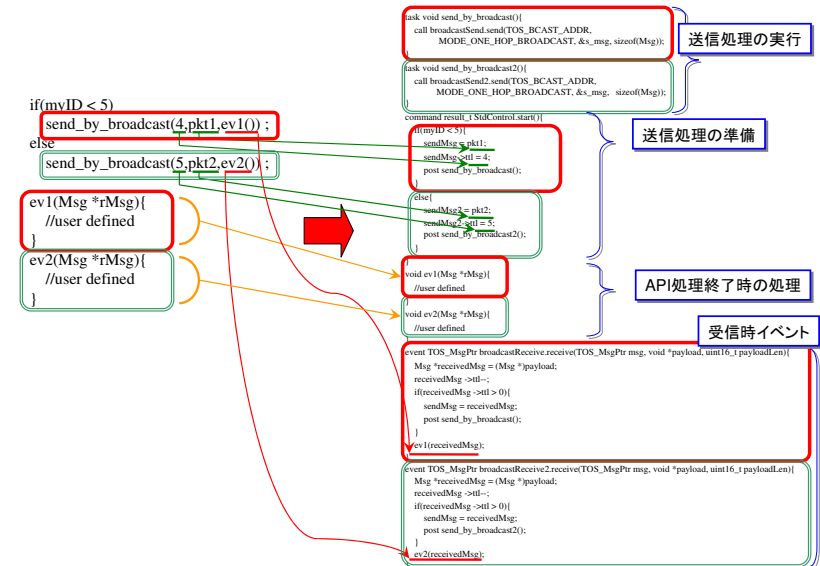 if(myID < 5)
send_by_broadcast(4,pkt1,ev1()) ;
else
send_by_broadcast(5,pkt2,ev2()) ;
ev1(Msg *rMsg){
//user defined
}
ev2(Msg *rMsg){
//user defined
}
task void send_by_broadcast(){
call broadcastSend.send(TOS_BCAST_ADDR,
MODE_ONE_HOP_BROADCAST, &s_msg, sizeof(Msg));
}
task void send_by_broadcast2(){
call broadcastSend2.send(TOS_BCAST_ADDR,
MODE_ONE_HOP_BROADCAST, &s_msg, sizeof(Msg));
}
送信処理の実行
command result_t StdControl.start(){
if(myID < 5){
sendMsg = pkt1;
sendMsg->ttl = 4;
post send_by_broadcast();
}
else{
sendMsg2 = pkt2;
sendMsg2->ttl = 5;
post send_by_broadcast2();
}
送信処理の準備
void ev1(Msg *rMsg){
//user defined
void ev2(Msg *rMsg){
//user defined
API処理終了時の処理
受信時イベント
event TOS_MsgPtr broadcastReceive.receive(TOS_MsgPtr msg, void *payload, uint16_t payloadLen){
Msg *receivedMsg = (Msg *)payload;
receivedMsg ->ttl--;
if(receivedMsg ->ttl > 0){
sendMsg = receivedMsg;
post send_by_broadcast();
}
ev1(receivedMsg);
event TOS_MsgPtr broadcastReceive2.receive(TOS_MsgPtr msg, void *payload, uint16_t payloadLen){
Msg *receivedMsg = (Msg *)payload;
receivedMsg ->ttl--;
if(receivedMsg ->ttl > 0){
sendMsg = receivedMsg;
post send_by_broadcast2();
}
ev2(receivedMsg);